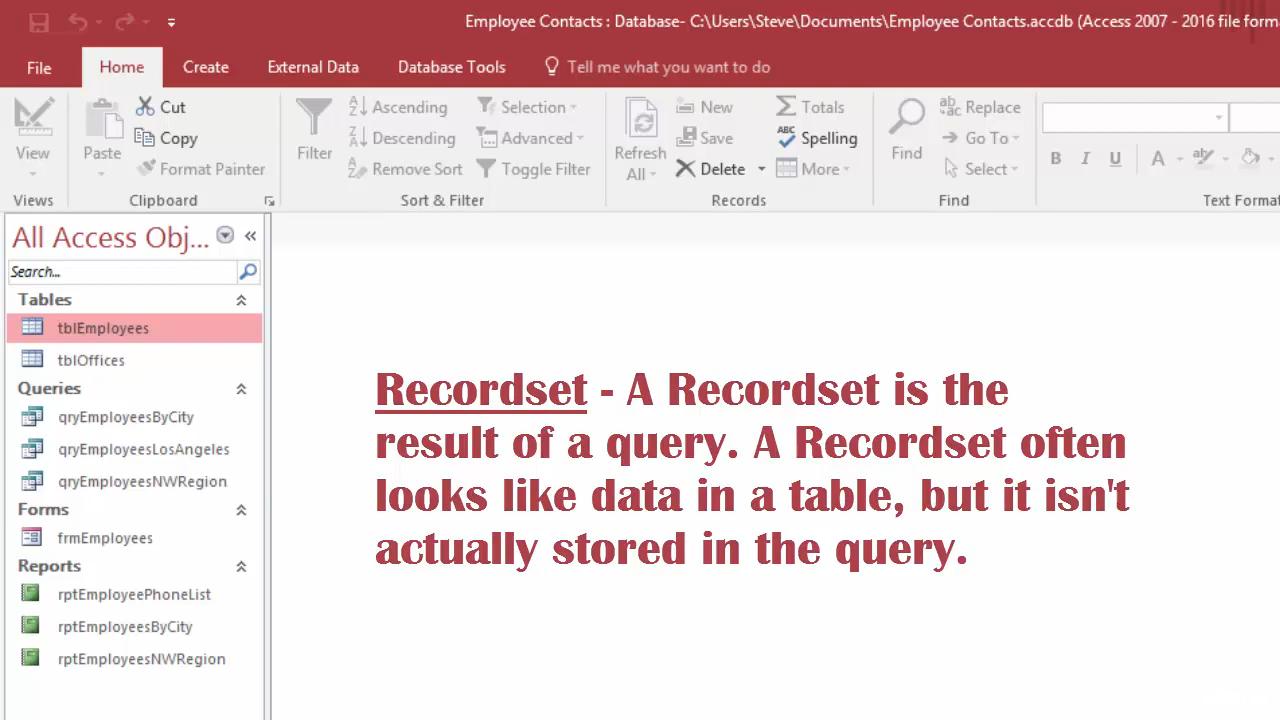 Employee Contacts : Database- C:\Users\Steve\Documents\Employee Contacts.accdb (Access 2007 - 2016 file forma
File Home Create External Data Database Tools Tell me what you want to do
View
Views
Paste
Cut
Copy
Format Painter
Clipboard
Filter
Ascending
Descending
Remove Sort
Selection
Advanced
Toggle Filter
Sort & Filter
Refresh
All
New
Save
Delete
Totals
Spelling
More
Records
Find
Replace
Go To
Select
Find
B I U A
Text Forma
All Access Obj...
Search...
Tables
tblEmployees
tblOffices
Queries
qryEmployeesByCity
qryEmployeesLosAngeles
qryEmployeesNWRegion
Forms
frmEmployees
Reports
rptEmployeePhoneList
rptEmployeesByCity
rptEmployeesNWRegion
Recordset - A Recordset is the
result of a query. A Recordset often
looks like data in a table, but it isn't
actually stored in the query.